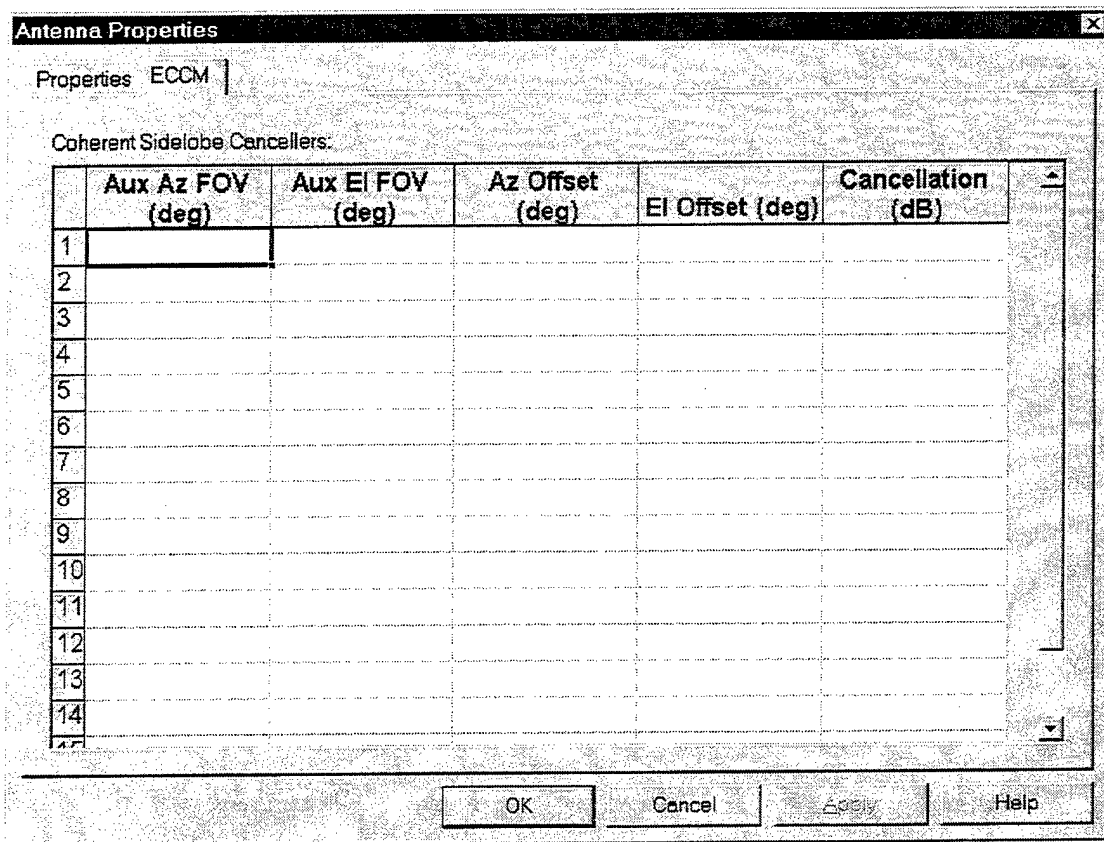 Antenna Properties
Properties ECCM
Coherent Sidelobe Cancellers:
Aux Az FOV (deg) Aux El FOV (deg) Az Offset (deg) El Offset (deg) Cancellation (dB)
1
2
3
4
5
6
7
8
9
10
11
12
13
14
OK Cancel Apply Help